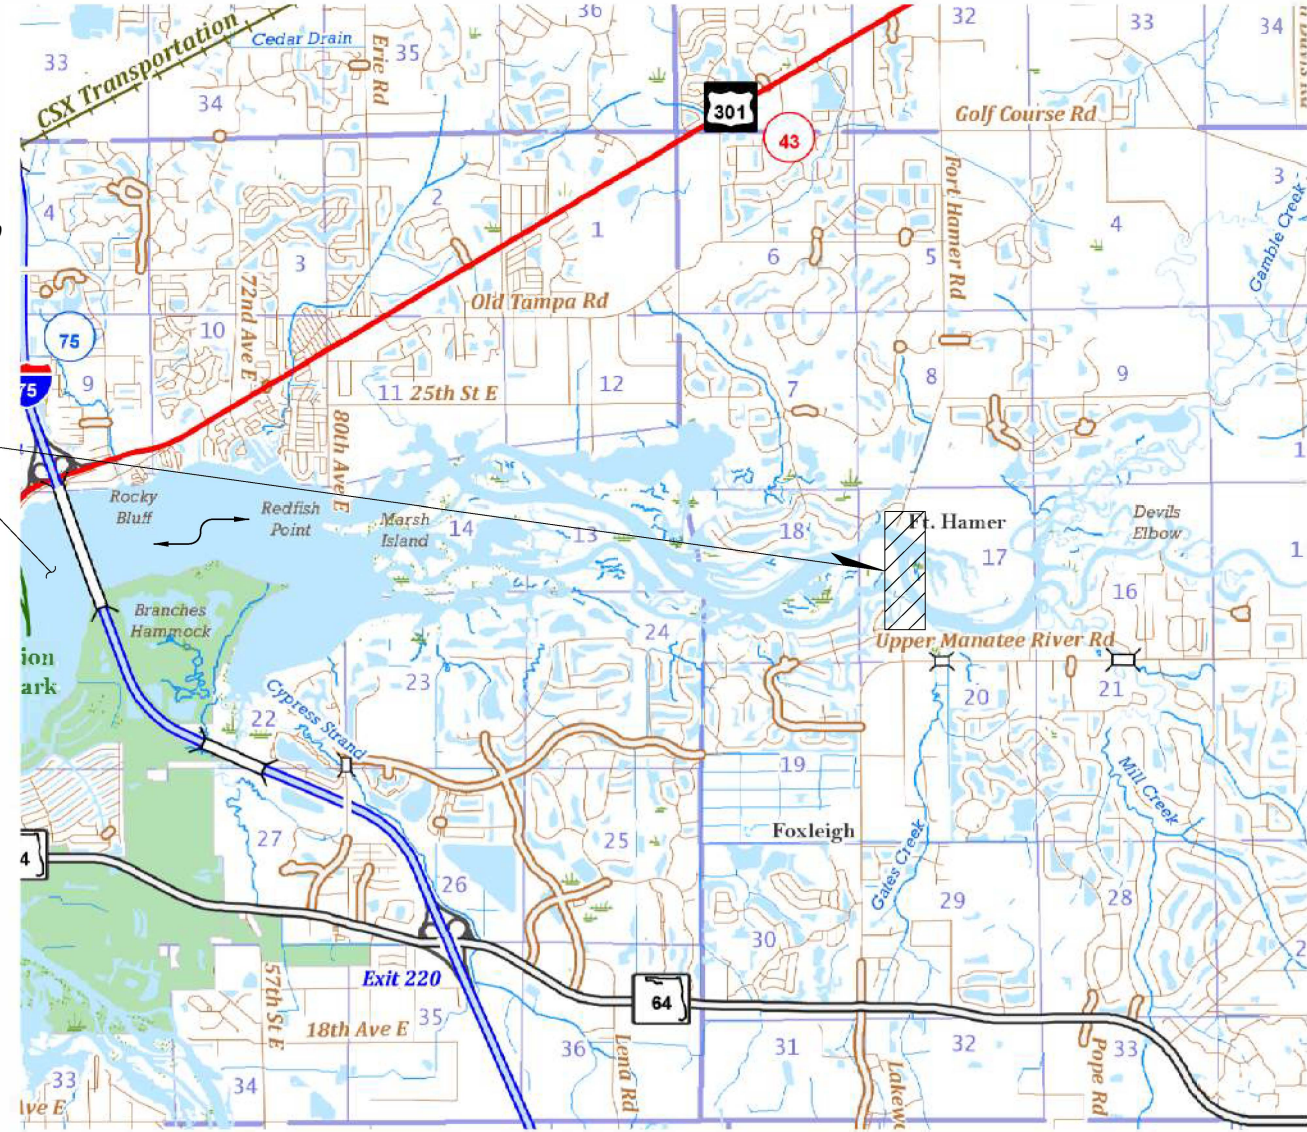 36
32
33
34
CSX Transportation
Cedar Drain
Erie Rd
35
33
34
301
43
Golf Course Rd
4
2
1
3
6
5
4
3
Fort Hamer Rd
Gamble Creek
72nd Ave E
Old Tampa Rd
75
10
75
9
11
25th St E
12
7
8
9
80th Ave E
Rocky
Bluff
Redfish
Point
Marsh
Island
14
13
18
Ft. Hamer
17
Devils
Elbow
16
Branches
Hammock
24
Upper Manatee River Rd
ion
ark
23
22
Cypress Strand
20
21
19
Mill Creek
27
25
Foxleigh
4
26
Gates Creek
29
28
30
Exit 220
57th St E
64
18th Ave E
35
36
Lena Rd
31
32
33
Pope Rd
33
34
Ave E
Lakew